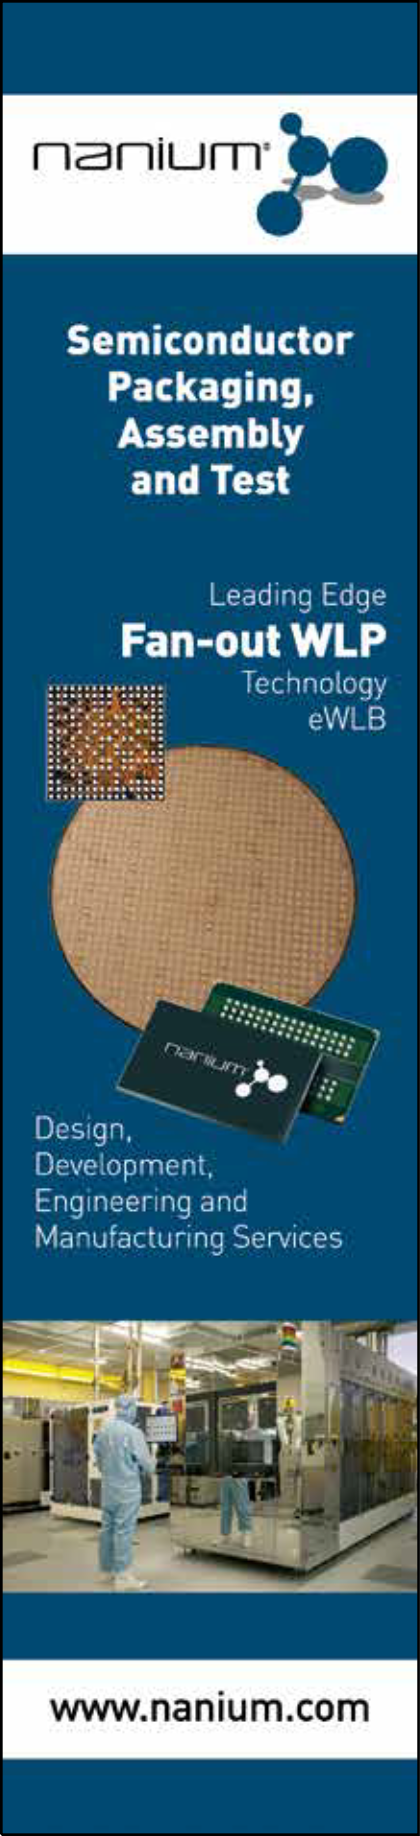 nanium®
Semiconductor
Packaging,
Assembly
and Test
Leading Edge
Fan-out WLP
Technology
eWLB
nanium
Design,
Development,
Engineering and
Manufacturing Services
www.nanium.com